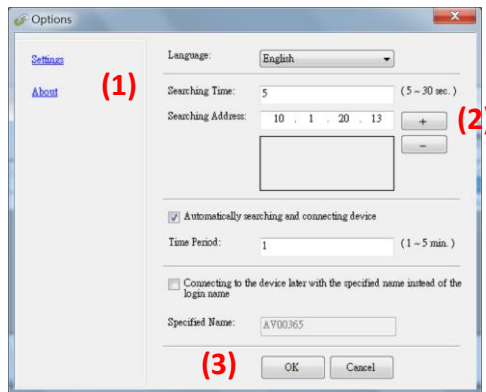 Options
Settings
About
(1)
Language:
English
Searching Time:
5
(5 ~ 30 sec.)
Searching Address:
10 . 1 . 20 . 13
+
(2)
–
Automatically searching and connecting device
Time Period:
1
(1 ~ 5 min.)
Connecting to the device later with the specified name instead of the
login name
Specified Name:
AV00365
(3)
OK
Cancel